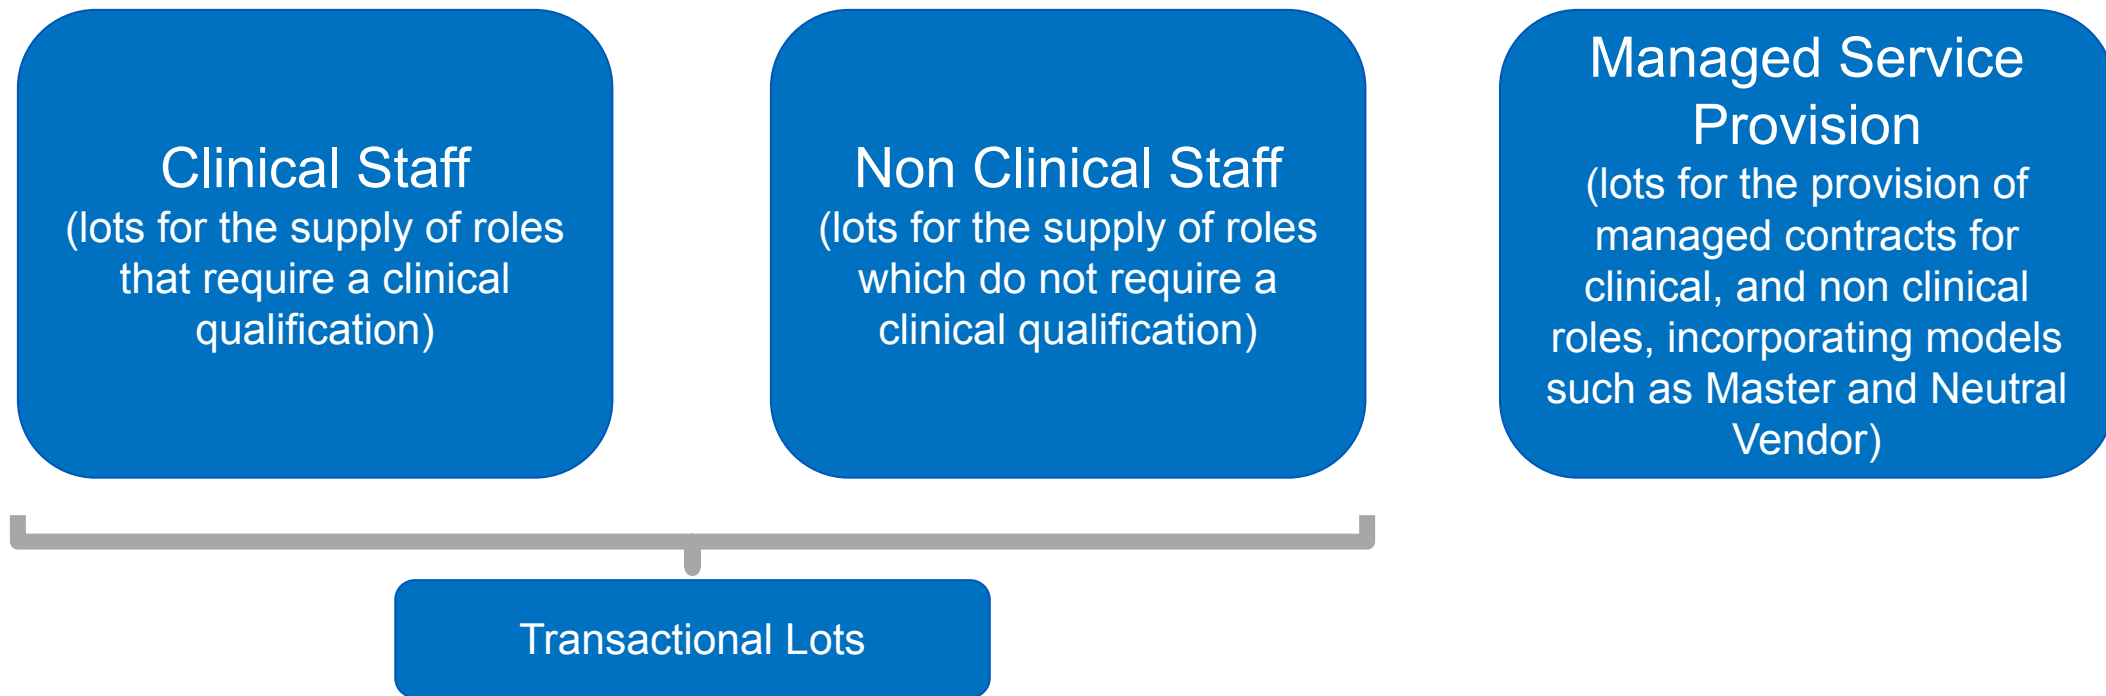 Clinical Staff
(lots for the supply of roles
that require a clinical
qualification)
Non Clinical Staff
(lots for the supply of roles
which do not require a
clinical qualification)
Managed Service
Provision
(lots for the provision of
managed contracts for
clinical, and non clinical
roles, incorporating models
such as Master and Neutral
Vendor)
Transactional Lots